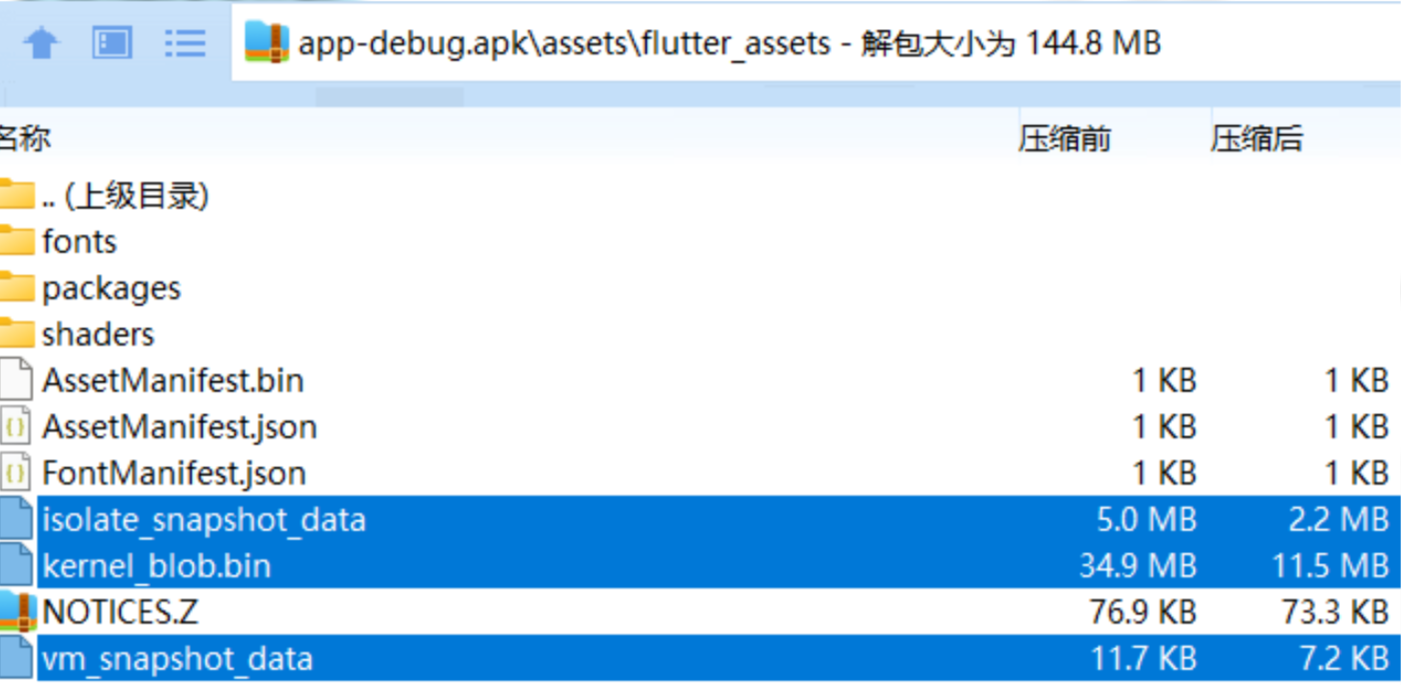 app-debug.apk\assets\flutter_assets - 解包大小为 144.8 MB
名称 压缩前 压缩后
.. (上级目录)
fonts
packages
shaders
AssetManifest.bin 1 KB 1 KB
AssetManifest.json 1 KB 1 KB
FontManifest.json 1 KB 1 KB
isolate_snapshot_data 5.0 MB 2.2 MB
kernel_blob.bin 34.9 MB 11.5 MB
NOTICES.Z 76.9 KB 73.3 KB
vm_snapshot_data 11.7 KB 7.2 KB